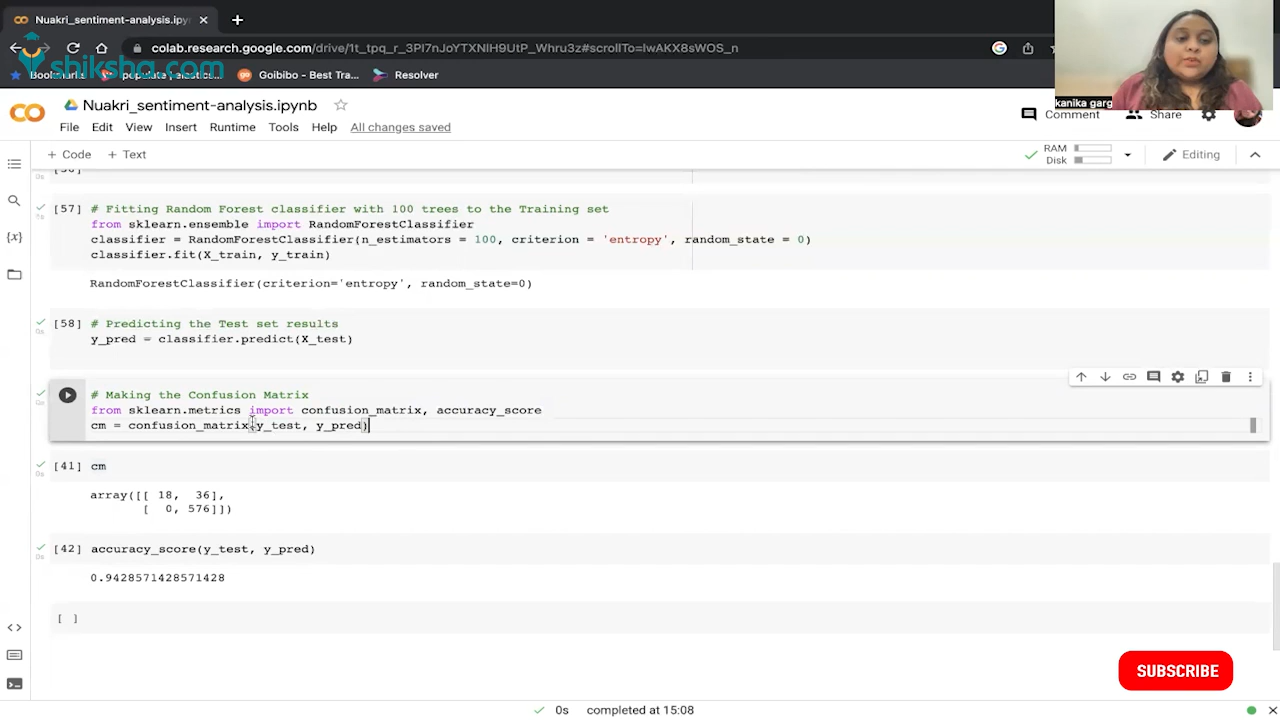 Nuakri_sentiment-analysis.ipyn
colab.research.google.com/drive/1t_tpq_r_3PI7nJoYTXNlH9UtP_Whru3z#scrollTo=IwAKX8sWOS_n
shiksha.com
Bookmarks
populate | elastics...
Goibibo - Best Tra...
Resolver
kanika garg
Nuakri_sentiment-analysis.ipynb
Comment
Share
File Edit View Insert Runtime Tools Help All changes saved
+ Code + Text
RAM
Disk
Editing
[57] # Fitting Random Forest classifier with 100 trees to the Training set
from sklearn.ensemble import RandomForestClassifier
classifier = RandomForestClassifier(n_estimators = 100, criterion = 'entropy', random_state = 0)
classifier.fit(X_train, y_train)
RandomForestClassifier(criterion='entropy', random_state=0)
[58] # Predicting the Test set results
y_pred = classifier.predict(X_test)
# Making the Confusion Matrix
from sklearn.metrics import confusion_matrix, accuracy_score
cm = confusion_matrix(y_test, y_pred)
[41] cm
array([[ 18, 36],
[ 0, 576]])
[42] accuracy_score(y_test, y_pred)
0.9428571428571428
[ ]
SUBSCRIBE
0s completed at 15:08